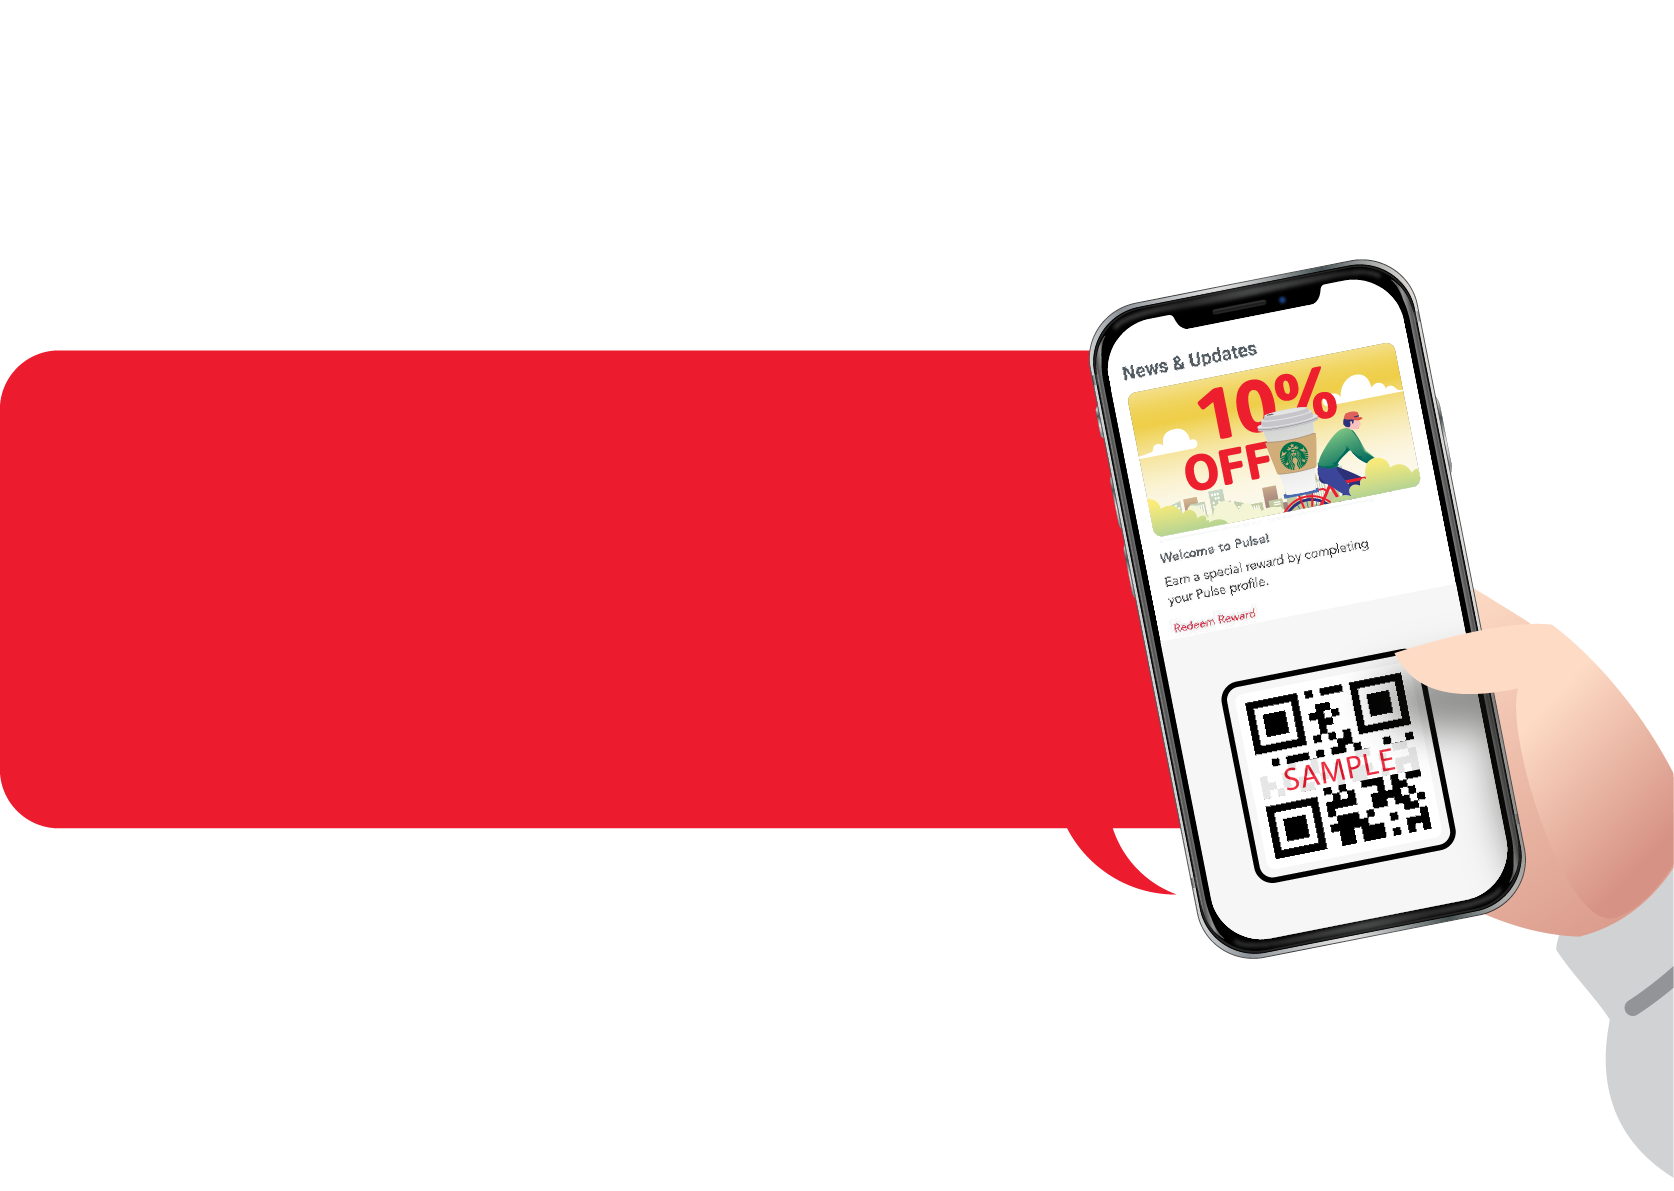 News & Updates
10%
OFF
Welcome to Pulse!
Earn a special reward by completing
your Pulse profile.
Redeem Reward
SAMPLE